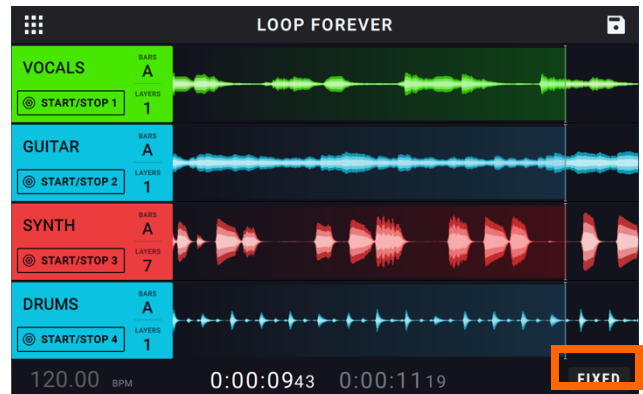 LOOP FOREVER
VOCALS
BARS
A
START/STOP 1
LAYERS
1
GUITAR
BARS
A
START/STOP 2
LAYERS
1
SYNTH
BARS
A
START/STOP 3
LAYERS
7
DRUMS
BARS
A
START/STOP 4
LAYERS
1
120.00 BPM 0:00:0943 0:00:1119 FIXED